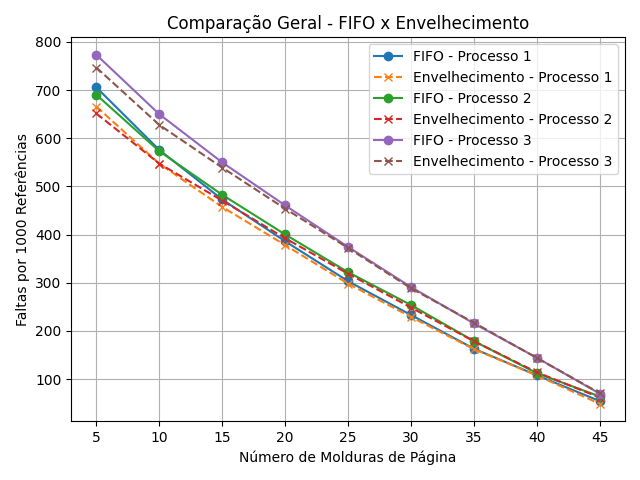 Comparação Geral - FIFO x Envelhecimento
FIFO - Processo 1
Envelhecimento - Processo 1
FIFO - Processo 2
Envelhecimento - Processo 2
FIFO - Processo 3
Envelhecimento - Processo 3
Faltas por 1000 Referências
800
700
600
500
400
300
200
100
5 10 15 20 25 30 35 40 45
Número de Molduras de Página